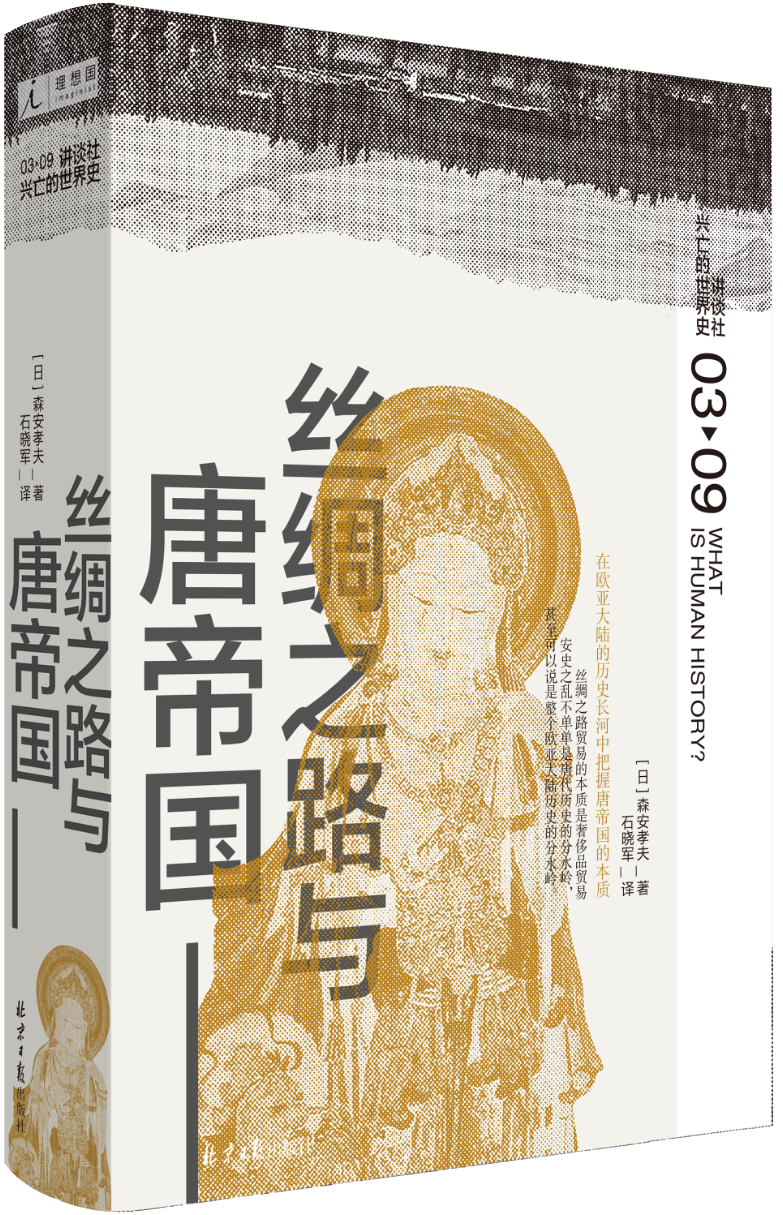 理想国
imaginist
03▸09 讲谈社
兴亡的世界史
[日]森安孝夫|著
石晓军|译
丝绸之路与
唐帝国
北京日报出版社
讲谈社
兴亡的世界史
03▸09
WHAT
IS HUMAN HISTORY?
丝绸之路与
唐帝国
在欧亚大陆的历史长河中把握唐帝国的本质
丝绸之路贸易的本质是奢侈品贸易
安史之乱不单单是唐代历史的分水岭,
甚至可以说是整个欧亚大陆历史的分水岭。
[日]森安孝夫|著
石晓军|译
北京日报出版社